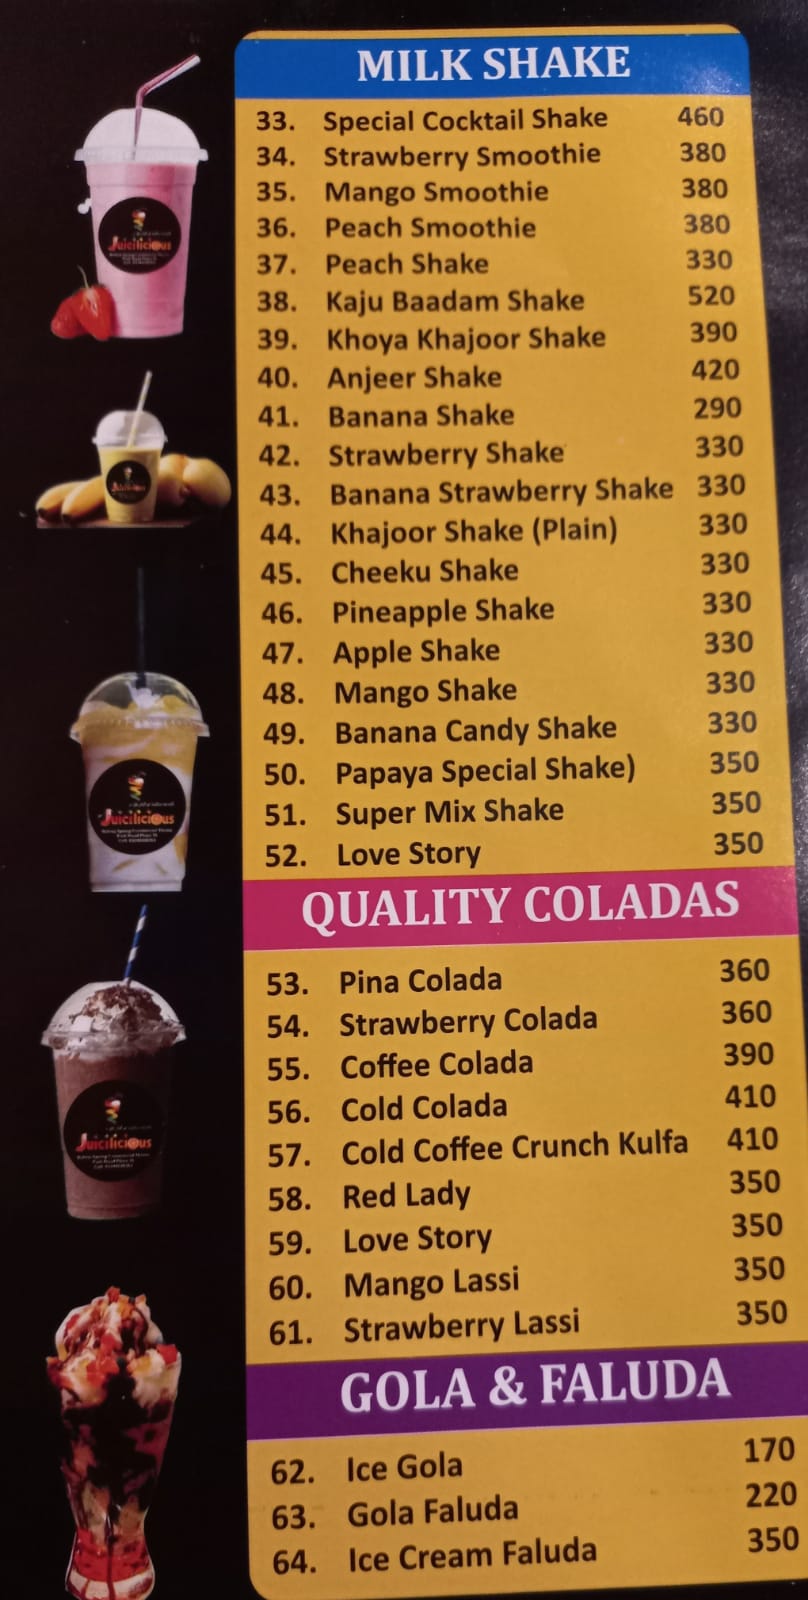 MILK SHAKE
33. Special Cocktail Shake 460
34. Strawberry Smoothie 380
35. Mango Smoothie 380
36. Peach Smoothie 380
37. Peach Shake 330
38. Kaju Baadam Shake 520
39. Khoya Khajoor Shake 390
40. Anjeer Shake 420
41. Banana Shake 290
42. Strawberry Shake 330
43. Banana Strawberry Shake 330
44. Khajoor Shake (Plain) 330
45. Cheeku Shake 330
46. Pineapple Shake 330
47. Apple Shake 330
48. Mango Shake 330
49. Banana Candy Shake 330
50. Papaya Special Shake) 350
51. Super Mix Shake 350
52. Love Story 350
QUALITY COLADAS
53. Pina Colada 360
54. Strawberry Colada 360
55. Coffee Colada 390
56. Cold Colada 410
57. Cold Coffee Crunch Kulfa 410
58. Red Lady 350
59. Love Story 350
60. Mango Lassi 350
61. Strawberry Lassi 350
GOLA & FALUDA
62. Ice Gola 170
63. Gola Faluda 220
64. Ice Cream Faluda 350
Juicilicious
Juicilicious
Juicilicious
Juicilicious